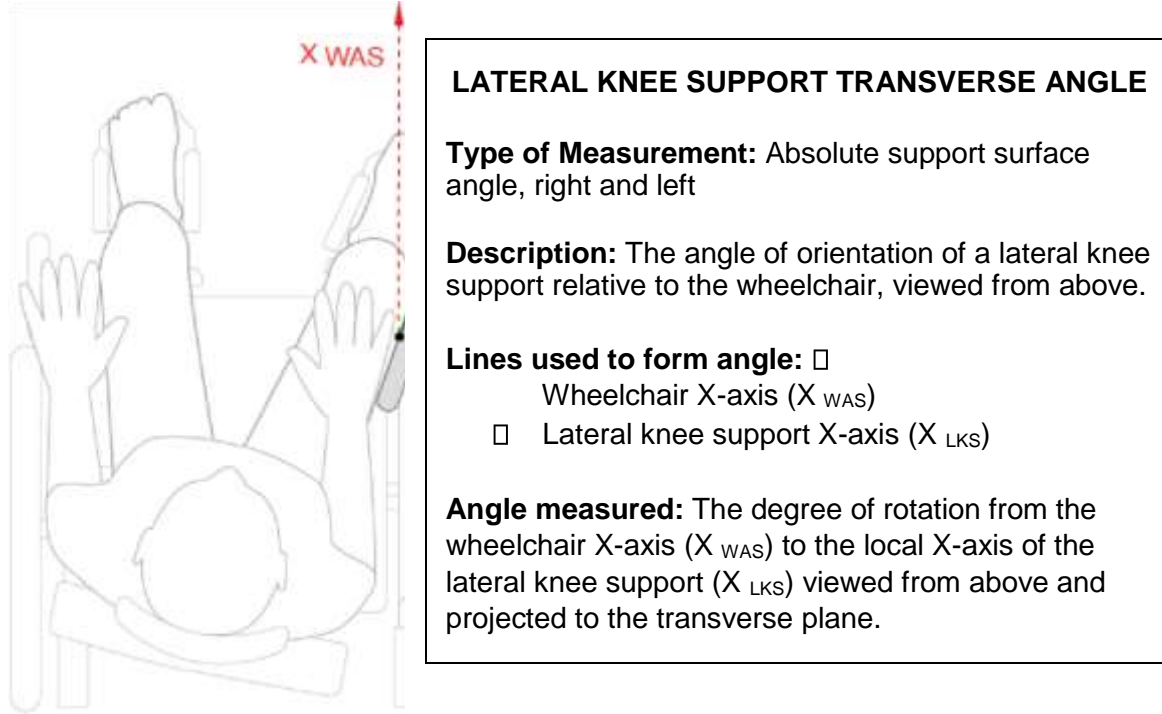 X WAS
LATERAL KNEE SUPPORT TRANSVERSE ANGLE
Type of Measurement: Absolute support surface
angle, right and left
Description: The angle of orientation of a lateral knee
support relative to the wheelchair, viewed from above.
Lines used to form angle: 
Wheelchair X-axis (X WAS)
 Lateral knee support X-axis (X LKS)
Angle measured: The degree of rotation from the
wheelchair X-axis (X WAS) to the local X-axis of the
lateral knee support (X LKS) viewed from above and
projected to the transverse plane.